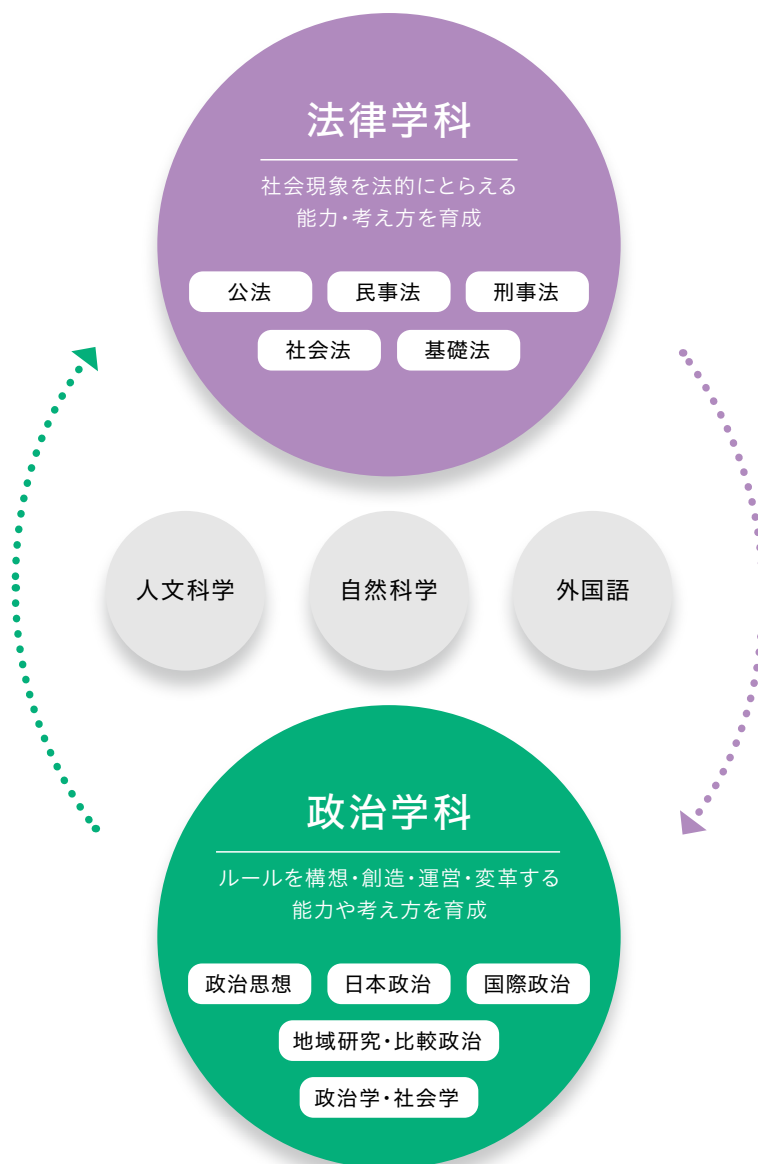 法律学科
社会現象を法的にとらえる
能力・考え方を育成
公法 民事法 刑事法
社会法 基礎法
人文科学 自然科学 外国語
政治学科
ルールを構想・創造・運営・変革する
能力や考え方を育成
政治思想 日本政治 国際政治
地域研究・比較政治
政治学・社会学